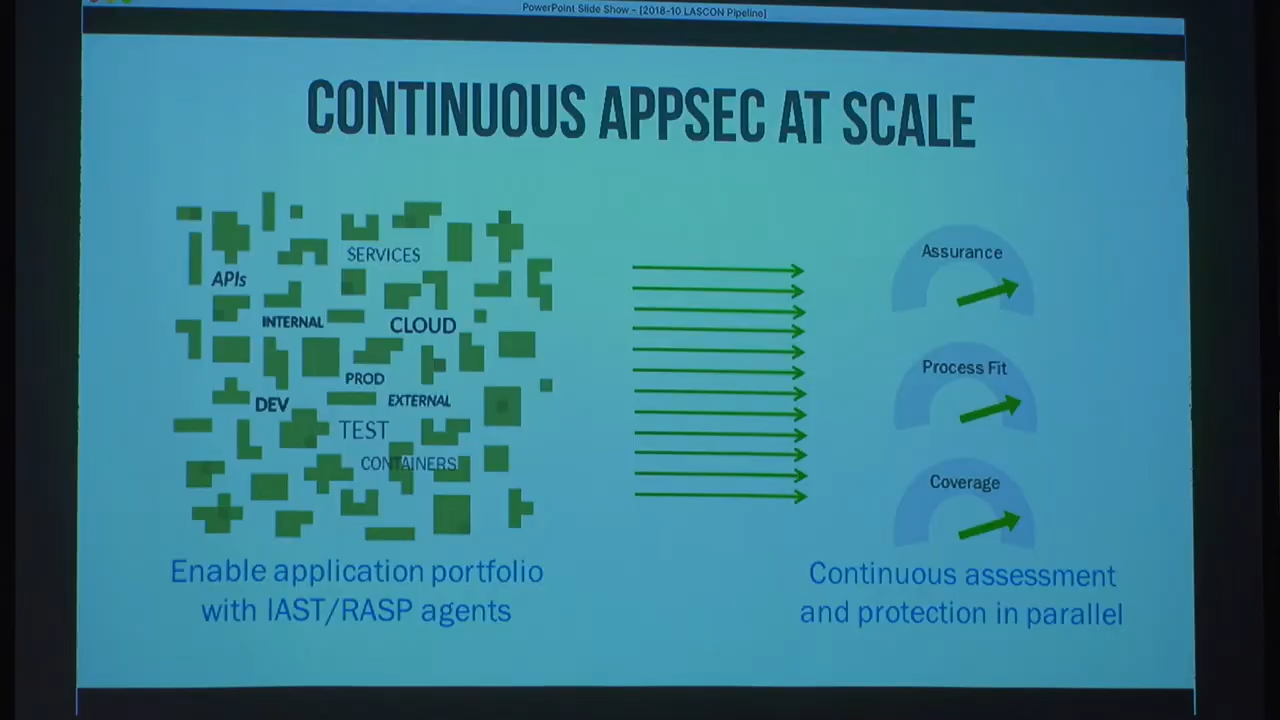 PowerPoint Slide Show - [2018-10 LASCON Pipeline]
CONTINUOUS APPSEC AT SCALE
SERVICES
APIs
INTERNAL
CLOUD
PROD
DEV
EXTERNAL
TEST
CONTAINERS
Enable application portfolio
with IAST/RASP agents
Assurance
Process Fit
Coverage
Continuous assessment
and protection in parallel